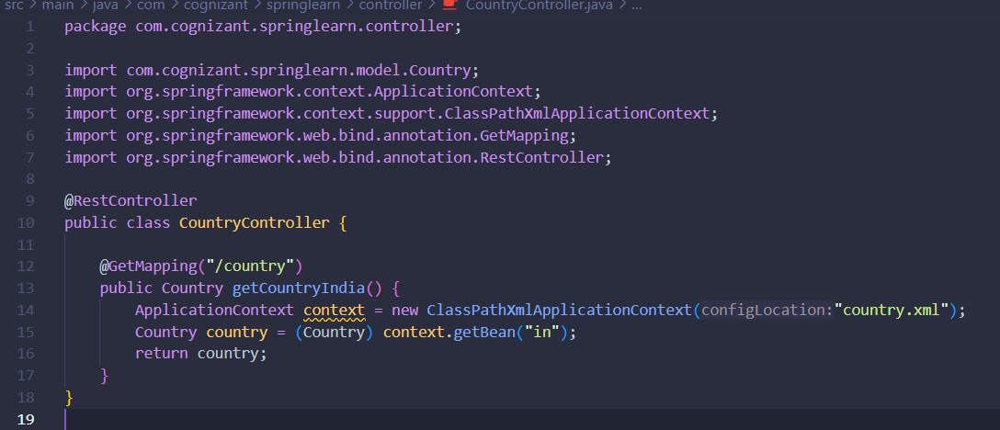 src > main > java > com > cognizant > springlearn > controller > CountryController.java > ...
1 package com.cognizant.springlearn.controller;
2
3 import com.cognizant.springlearn.model.Country;
4 import org.springframework.context.ApplicationContext;
5 import org.springframework.context.support.ClassPathXmlApplicationContext;
6 import org.springframework.web.bind.annotation.GetMapping;
7 import org.springframework.web.bind.annotation.RestController;
8
9 @RestController
10 public class CountryController {
11
12     @GetMapping("/country")
13     public Country getCountryIndia() {
14         ApplicationContext context = new ClassPathXmlApplicationContext(configLocation:"country.xml");
15         Country country = (Country) context.getBean("in");
16         return country;
17     }
18 }
19